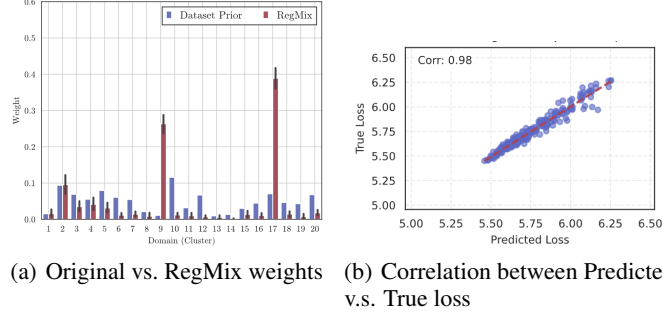 Dataset Prior RegMix
0.6
0.5
0.4
0.3
0.2
0.1
0.0
Weight
1 2 3 4 5 6 7 8 9 10 11 12 13 14 15 16 17 18 19 20
Domain (Cluster)
(a) Original vs. RegMix weights
Corr: 0.98
6.50
6.25
6.00
5.75
5.50
5.25
5.00
True Loss
5.00 5.25 5.50 5.75 6.00 6.25 6.50
Predicted Loss
(b) Correlation between Predicte
v.s. True loss